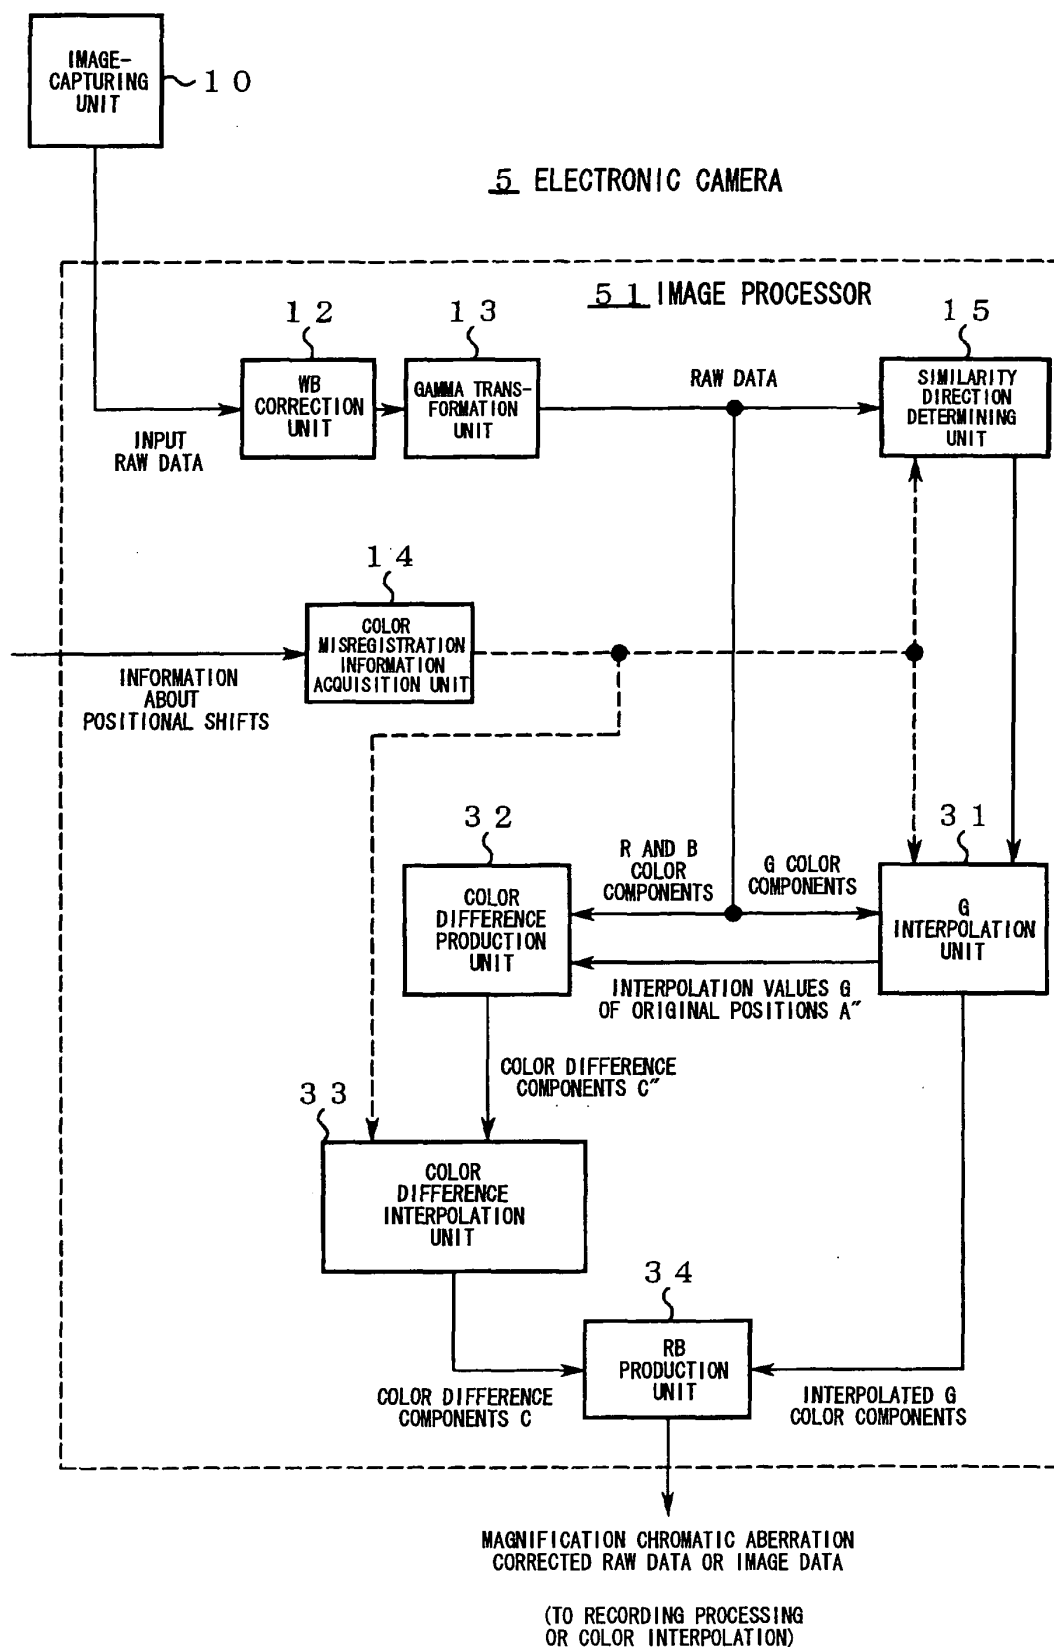 IMAGE-
CAPTURING
UNIT
10
5 ELECTRONIC CAMERA
51 IMAGE PROCESSOR
12
13
15
WB
CORRECTION
UNIT
GAMMA TRANS-
FORMATION
UNIT
RAW DATA
SIMILARITY
DIRECTION
DETERMINING
UNIT
INPUT
RAW DATA
14
COLOR
MISREGISTRATION
INFORMATION
ACQUISITION UNIT
INFORMATION
ABOUT
POSITIONAL SHIFTS
32
31
R AND B
COLOR
COMPONENTS
G COLOR
COMPONENTS
COLOR
DIFFERENCE
PRODUCTION
UNIT
G
INTERPOLATION
UNIT
INTERPOLATION VALUES G
OF ORIGINAL POSITIONS A"
COLOR DIFFERENCE
COMPONENTS C"
33
COLOR
DIFFERENCE
INTERPOLATION
UNIT
34
RB
PRODUCTION
UNIT
COLOR DIFFERENCE
COMPONENTS C
INTERPOLATED G
COLOR COMPONENTS
MAGNIFICATION CHROMATIC ABERRATION
CORRECTED RAW DATA OR IMAGE DATA
(TO RECORDING PROCESSING
OR COLOR INTERPOLATION)